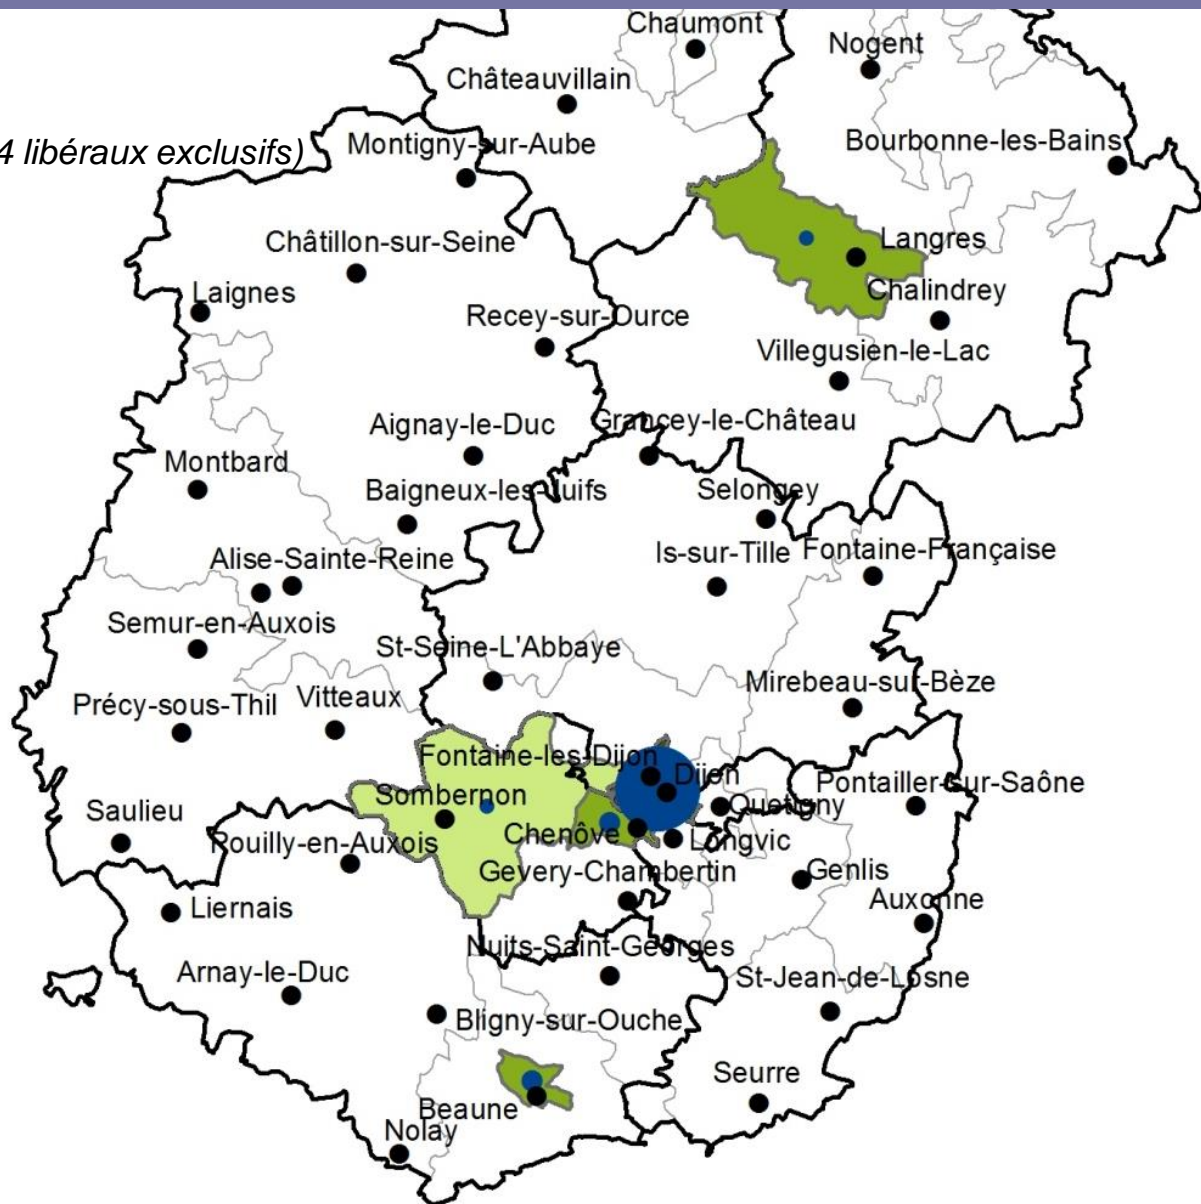 Chaumont
Nogent
Châteauvillain
4 libéraux exclusifs)
Montigny-sur-Aube
Bourbonne-les-Bains
Châtillon-sur-Seine
Langres
Laignes
Chalindrey
Recey-sur-Ource
Villegusien-le-Lac
Aignay-le-Duc
Grancey-le-Château
Montbard
Baigneux-les-Juifs
Selongey
Alise-Sainte-Reine
Is-sur-Tille
Fontaine-Française
Semur-en-Auxois
St-Seine-L'Abbaye
Mirebeau-sur-Bèze
Précy-sous-Thil
Vitteaux
Fontaine-les-Dijon
Dijon
Pontailler-sur-Saône
Sombernon
Quetigny
Saulieu
Pouilly-en-Auxois
Chenôve
Longvic
Gevery-Chambertin
Genlis
Auxonne
Liernais
Nuits-Saint-Georges
Arnay-le-Duc
St-Jean-de-Losne
Bligny-sur-Ouche
Seurre
Beaune
Nolay